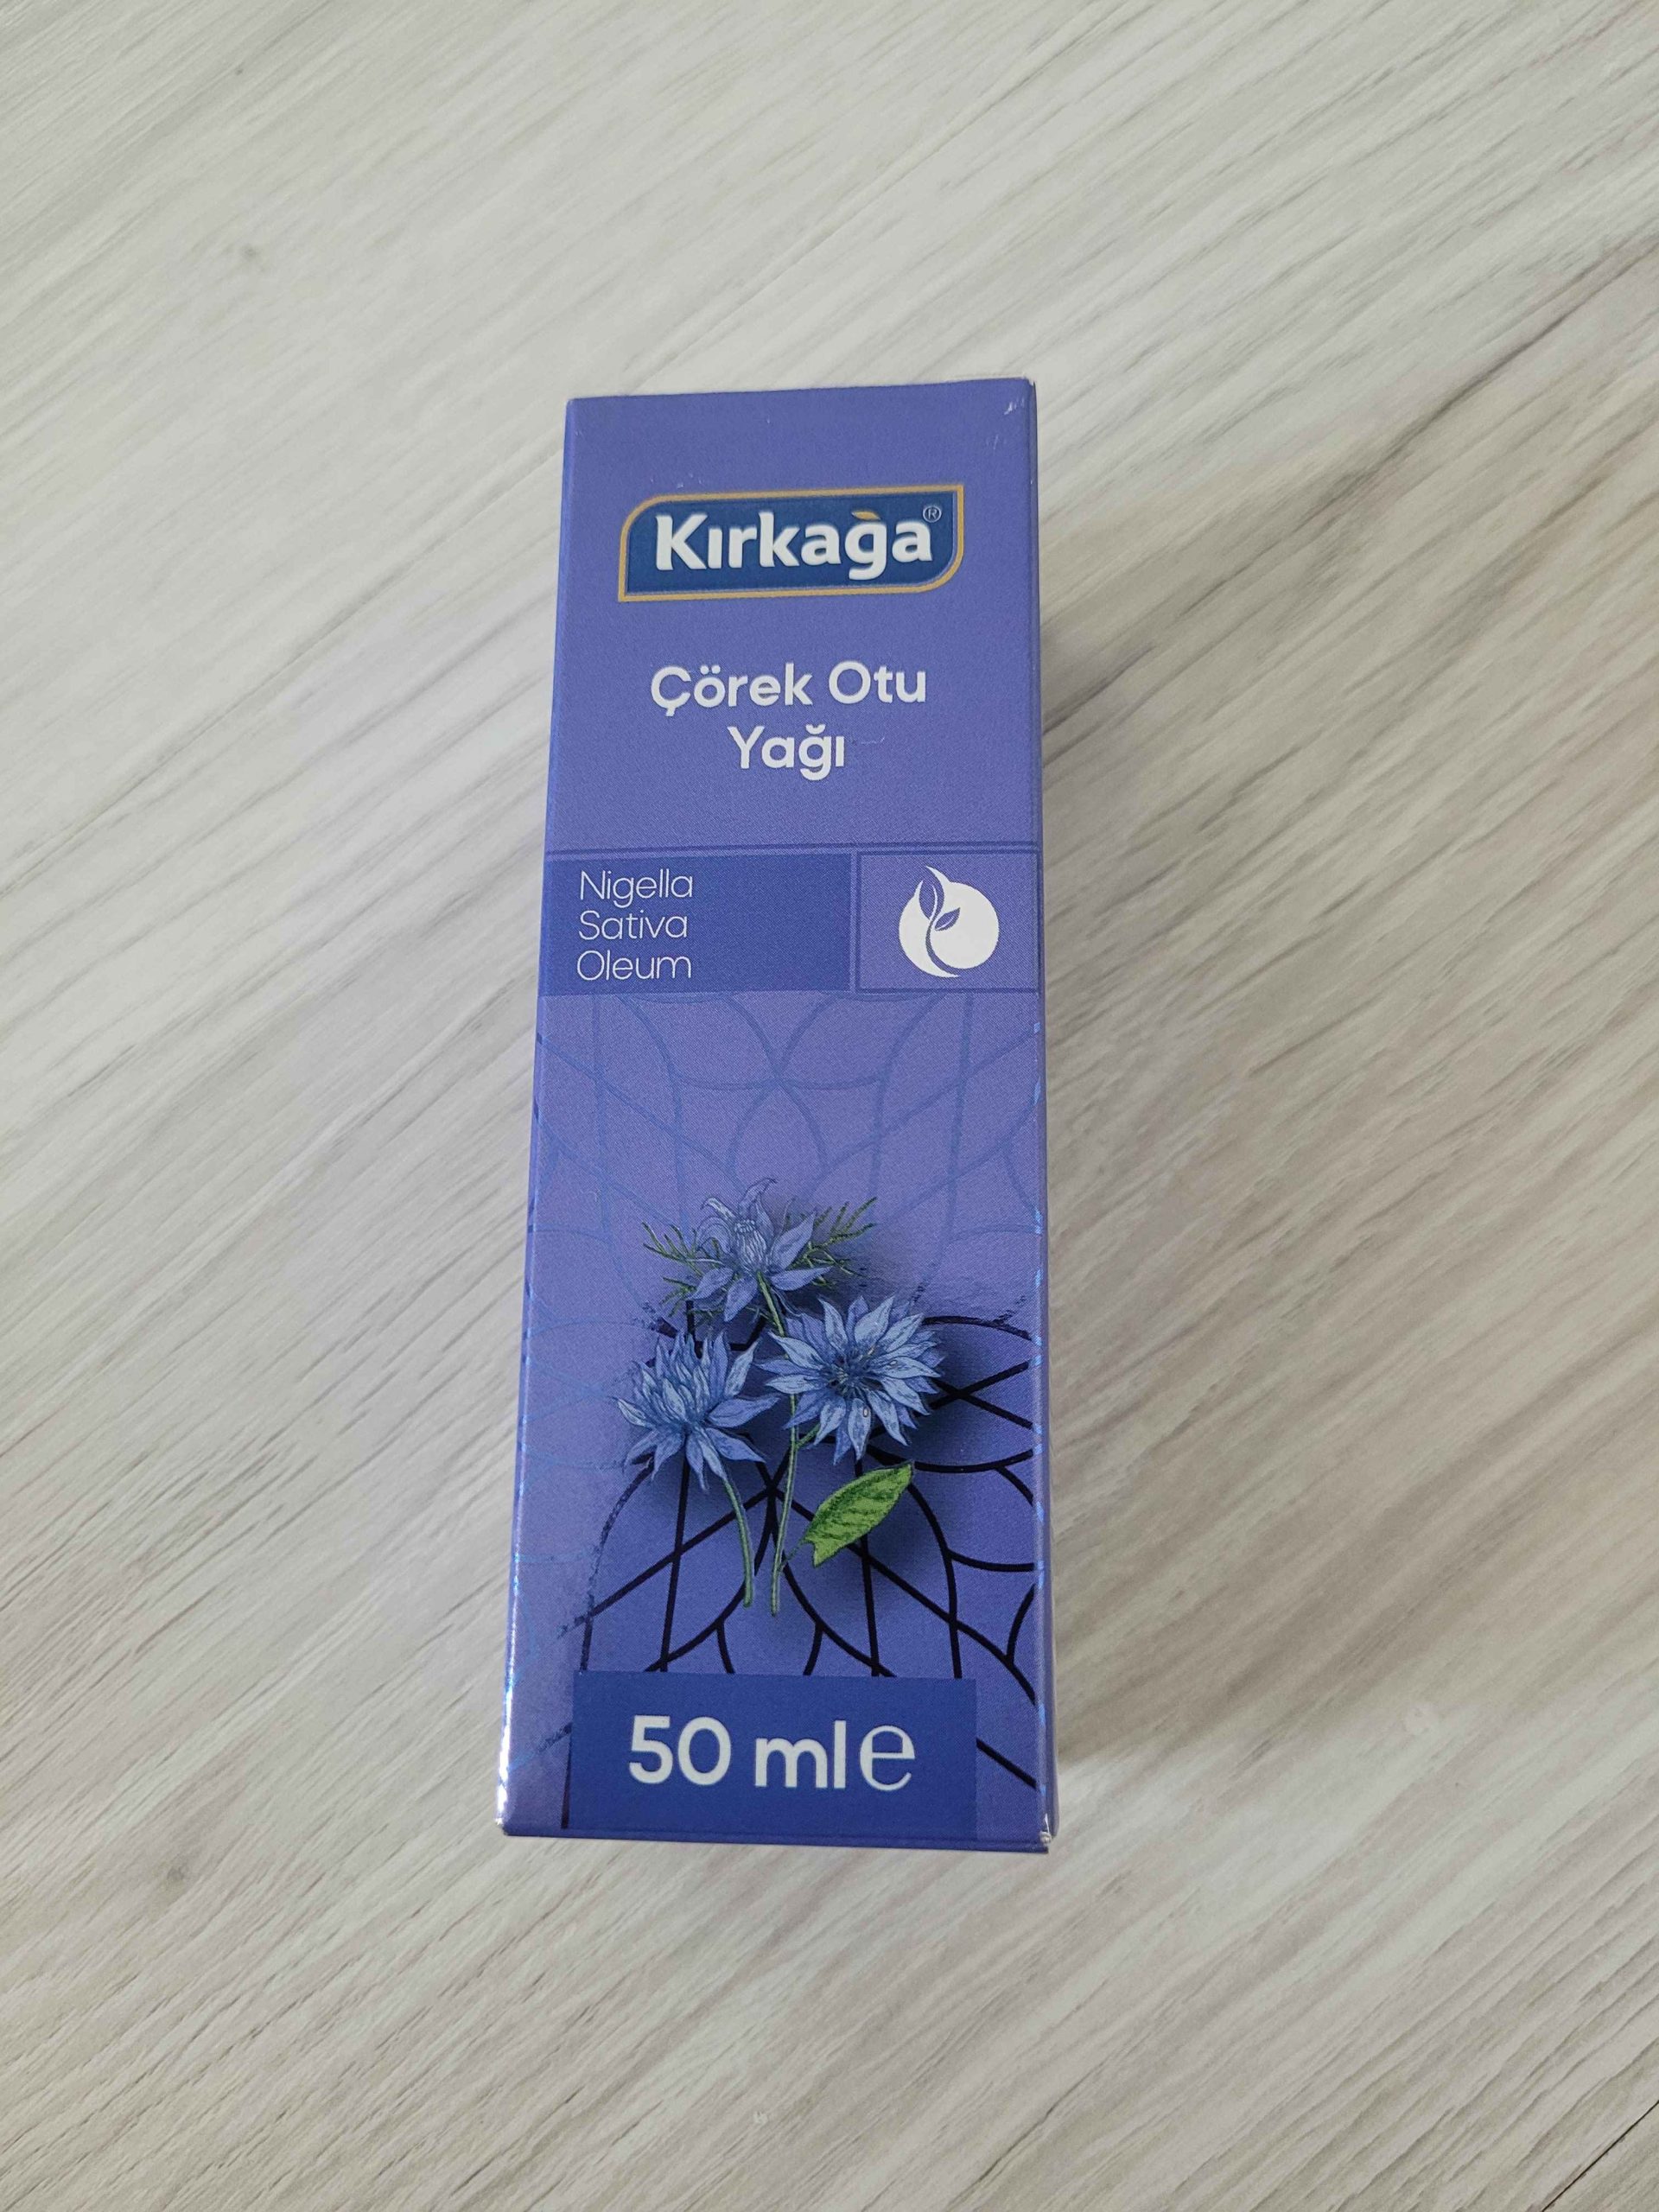 Kırkağa®
Çörek Otu
Yağı
Nigella
Sativa
Oleum
50 ml ℮